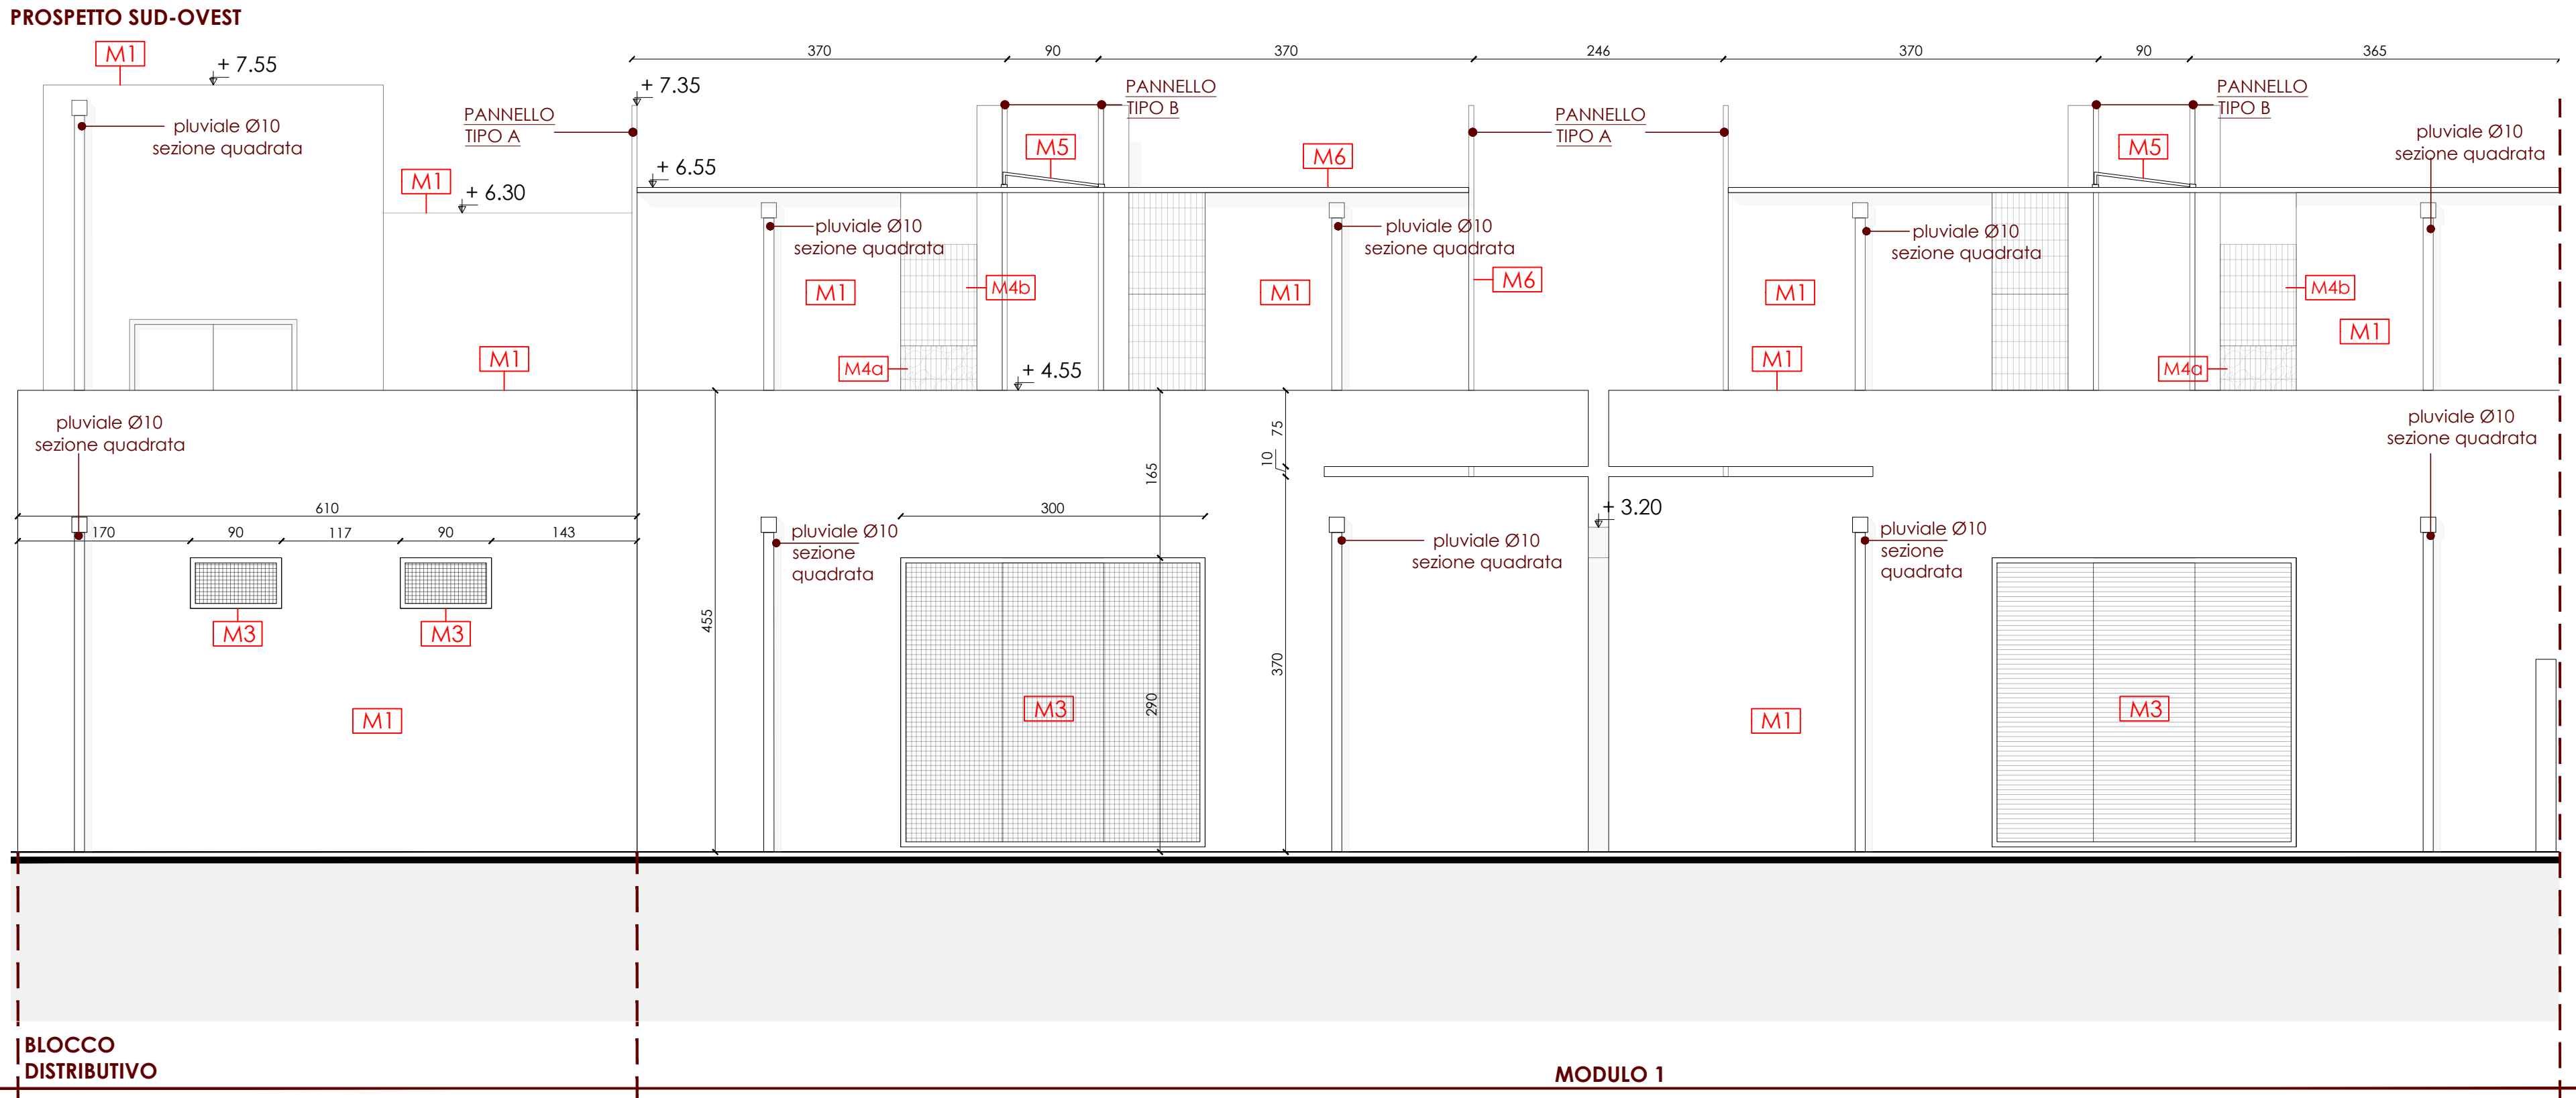 PROSPETTO SUD-OVEST
370
90
370
246
370
90
365
M1
+ 7.55
+ 7.35
PANNELLO
TIPO A
PANNELLO
TIPO B
PANNELLO
TIPO A
PANNELLO
TIPO B
pluviale Ø10
sezione quadrata
pluviale Ø10
sezione quadrata
M5
M6
M5
+ 6.55
M1
+ 6.30
pluviale Ø10
sezione quadrata
pluviale Ø10
sezione quadrata
pluviale Ø10
sezione quadrata
M1
M4b
M1
M6
M1
M4b
M1
M1
M4a
+ 4.55
M1
M4a
pluviale Ø10
sezione quadrata
75
10
165
pluviale Ø10
sezione quadrata
610
170
90
117
90
143
300
+ 3.20
pluviale Ø10
sezione
quadrata
pluviale Ø10
sezione quadrata
pluviale Ø10
sezione
quadrata
M3
M3
455
370
290
M1
M3
M1
M3
BLOCCO
DISTRIBUTIVO
MODULO 1